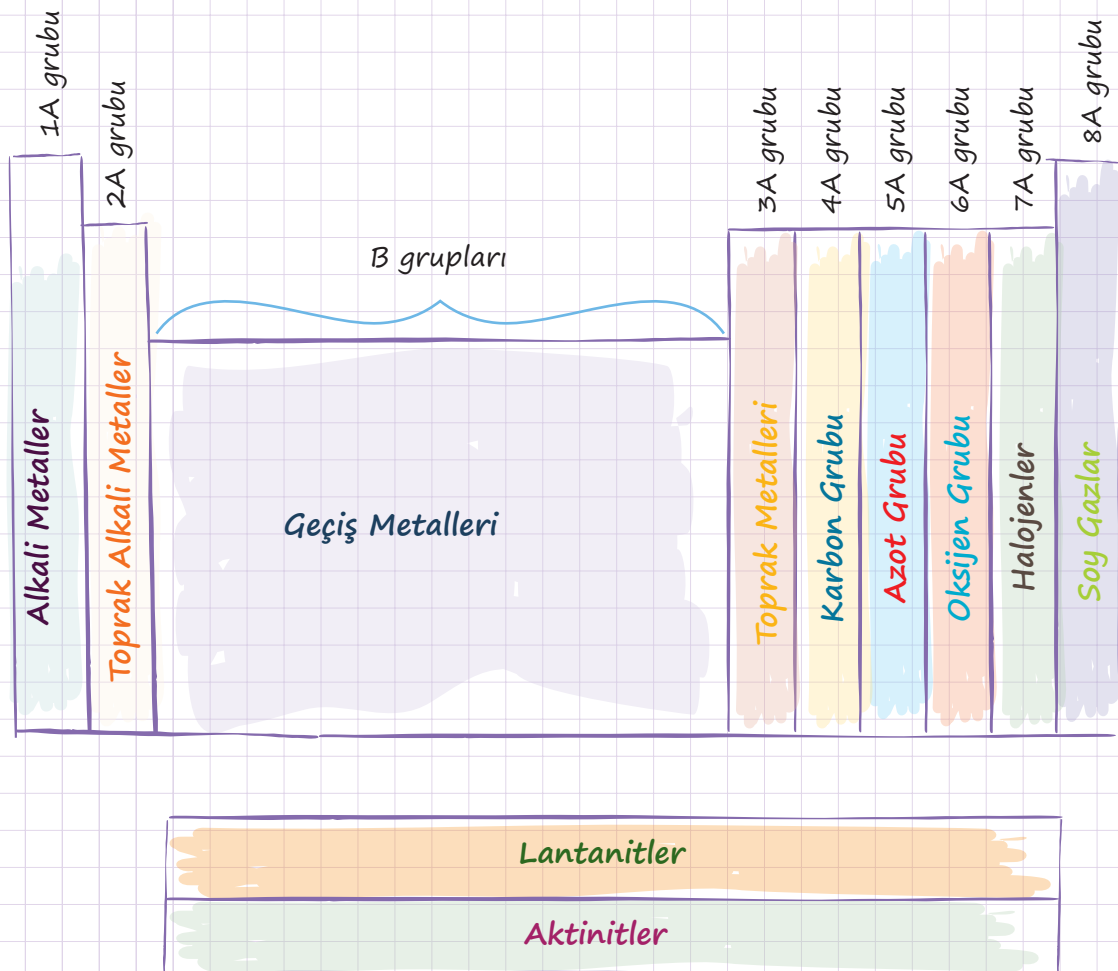 1A grubu
2A grubu
B grupları
3A grubu
4A grubu
5A grubu
6A grubu
7A grubu
8A grubu
Alkali Metaller
Toprak Alkali Metaller
Geçiş Metalleri
Toprak Metalleri
Karbon Grubu
Azot Grubu
Oksijen Grubu
Halojenler
Soy Gazlar
Lantanitler
Aktinitler